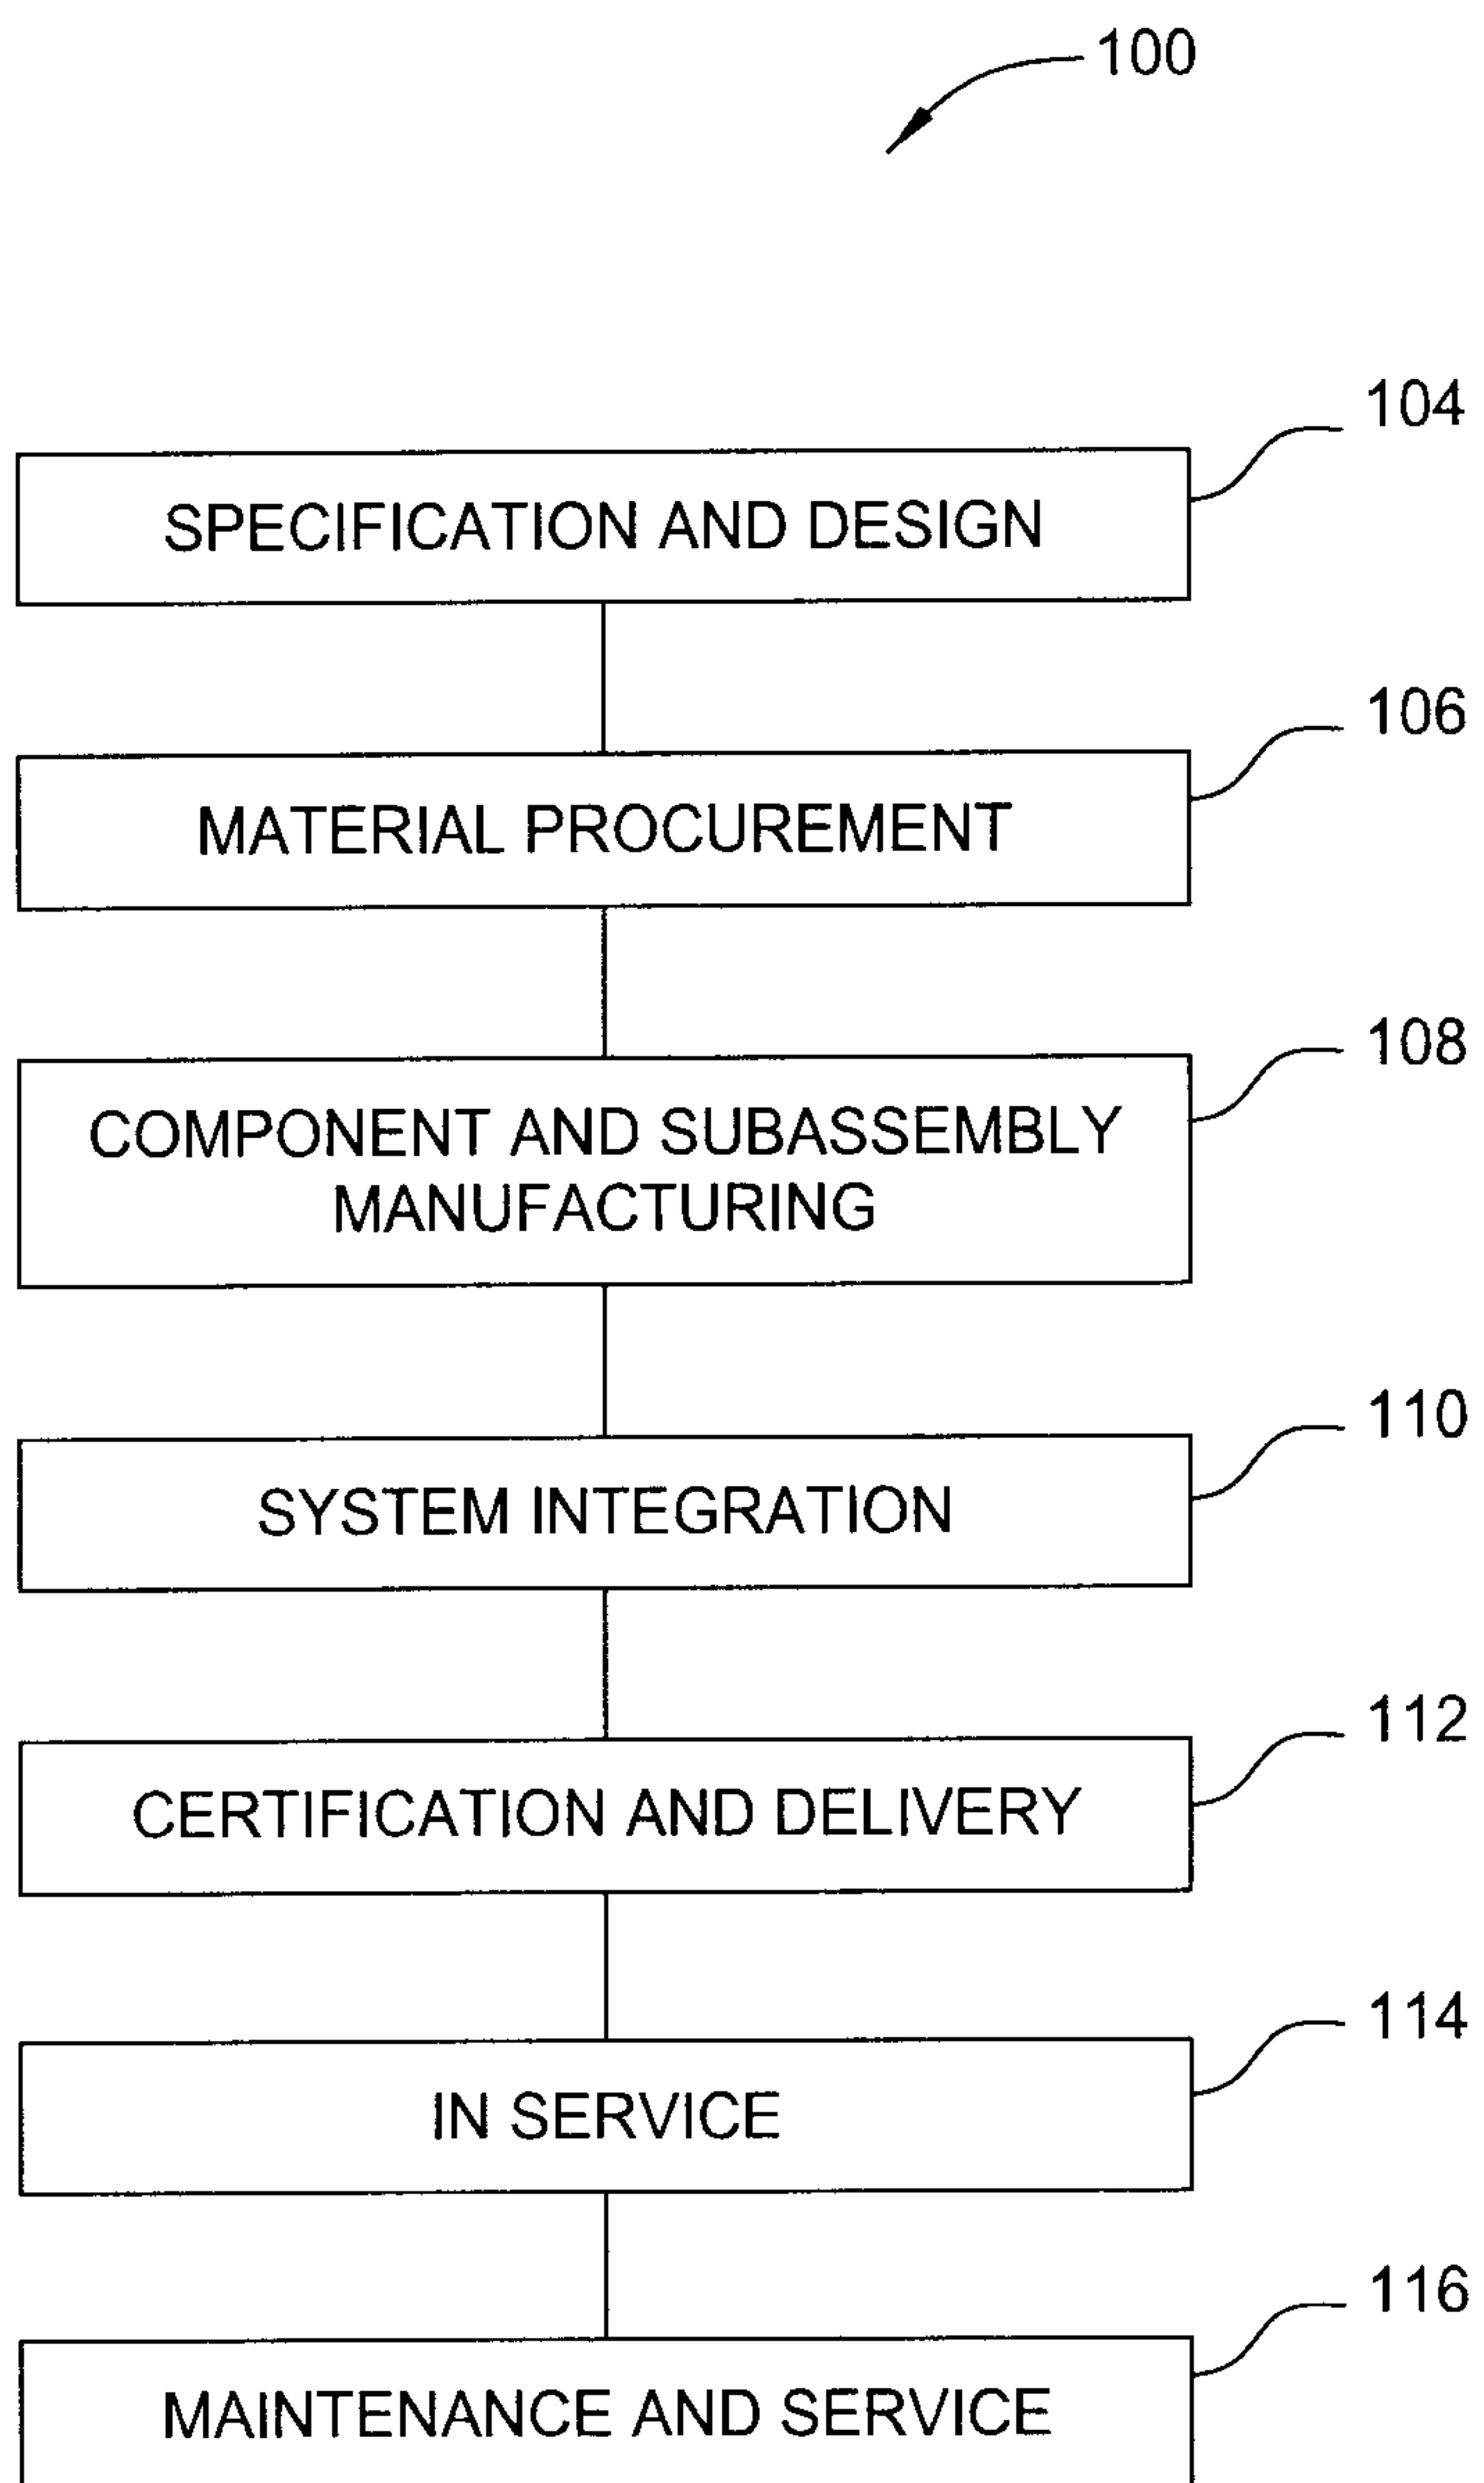 100
104
SPECIFICATION AND DESIGN
106
MATERIAL PROCUREMENT
108
COMPONENT AND SUBASSEMBLY
MANUFACTURING
110
SYSTEM INTEGRATION
112
CERTIFICATION AND DELIVERY
114
IN SERVICE
116
MAINTENANCE AND SERVICE